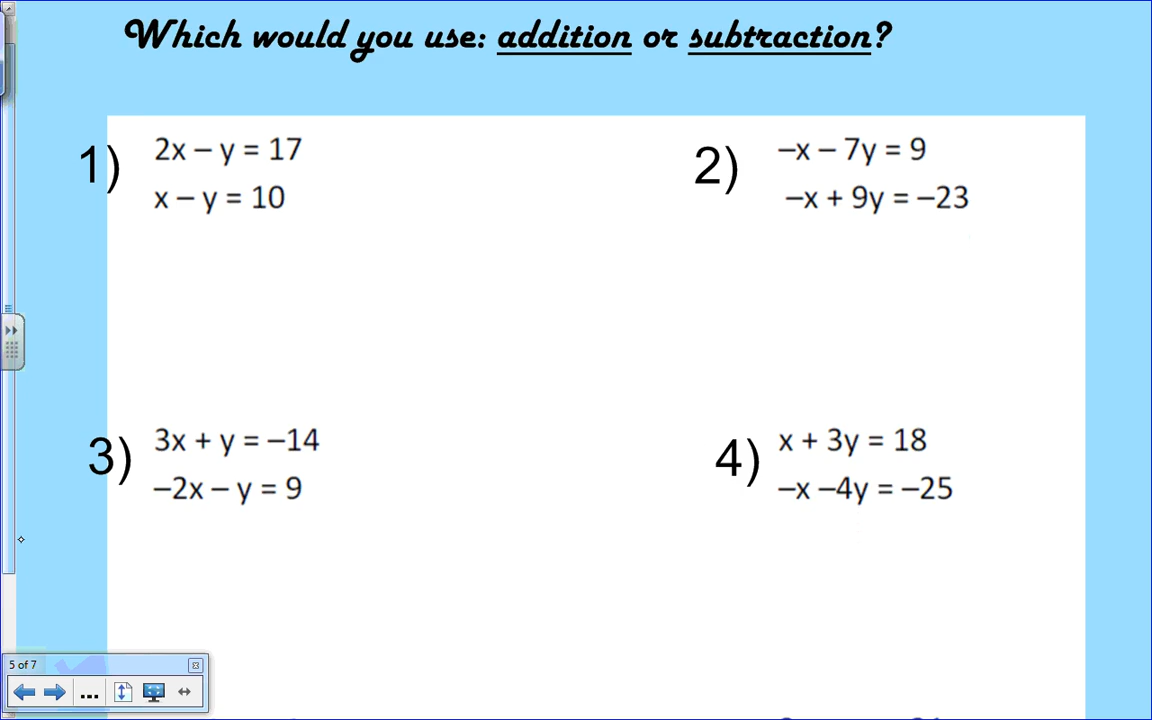 Which would you use: addition or subtraction?
1) 2x – y = 17
x – y = 10
2) –x – 7y = 9
–x + 9y = –23
3) 3x + y = –14
–2x – y = 9
4) x + 3y = 18
–x –4y = –25
5 of 7
...